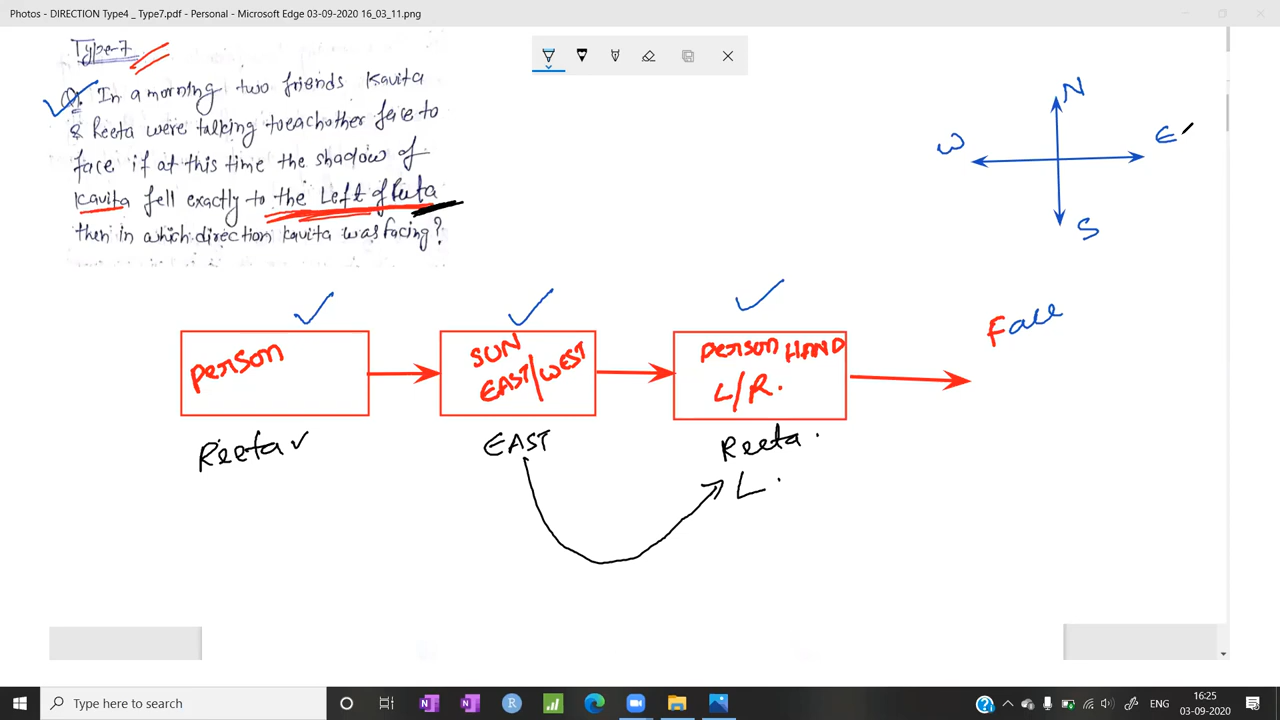 Photos - DIRECTION Type4 _ Type7.pdf - Personal - Microsoft Edge 03-09-2020 16_03_11.png
Type-7
Q. In a morning two friends Kavita
& Reeta were talking to eachother face to
face if at this time the shadow of
Kavita fell exactly to the Left of Reeta
then in which direction Kavita was facing?
N
W
E
S
Face
PERSON
SUN
EAST/WEST
PERSON HAND
L/R.
Reeta
EAST
Reeta.
L.
Type here to search
ENG
16:25
03-09-2020